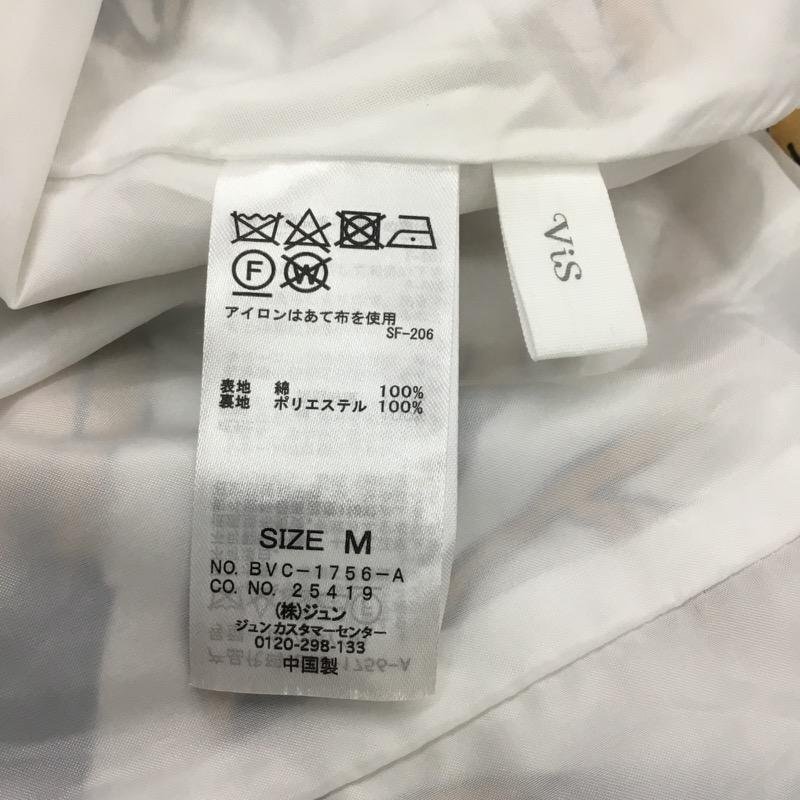 ViS
F W
アイロンはあて布を使用
SF-206
表地 綿 100%
裏地 ポリエステル 100%
SIZE M
NO. BVC-1756-A
CO. NO. 25419
(株)ジュン
ジュンカスタマーセンター
0120-298-133
中国製